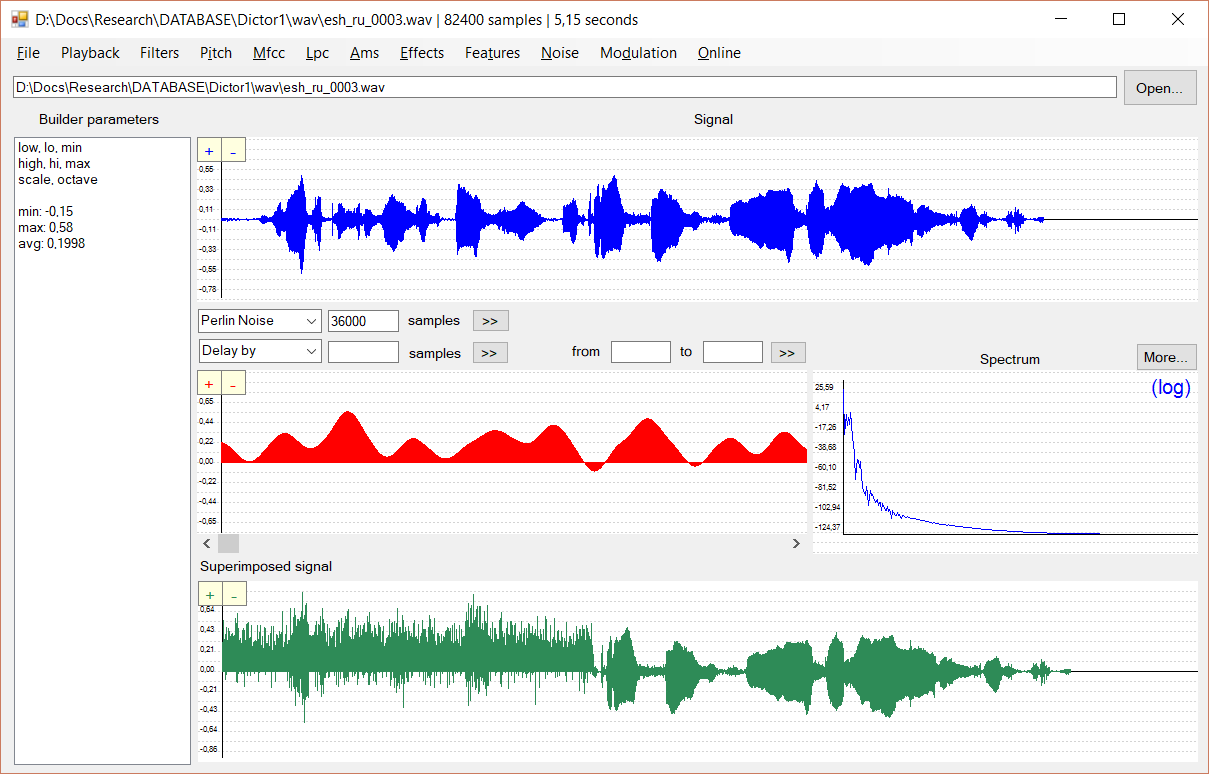 D:\Docs\Research\DATABASE\Dictor1\wav\esh_ru_0003.wav | 82400 samples | 5,15 seconds
File Playback Filters Pitch Mfcc Lpc Ams Effects Features Noise Modulation Online
D:\Docs\Research\DATABASE\Dictor1\wav\esh_ru_0003.wav
Open...
Builder parameters
Signal
low, lo, min
high, hi, max
scale, octave
min: -0,15
max: 0,58
avg: 0,1998
+ -
0,55
0,33
0,11
-0,11
-0,33
-0,55
-0,78
Perlin Noise 36000 samples >>
Delay by samples >> from to >>
Spectrum
More...
+ -
0,65
0,44
0,22
0,00
-0,22
-0,44
-0,65
(log)
25,59
4,17
-17,26
-38,68
-60,10
-81,52
-102,94
-124,37
Superimposed signal
+ -
0,64
0,43
0,21
0,00
-0,21
-0,43
-0,64
-0,86